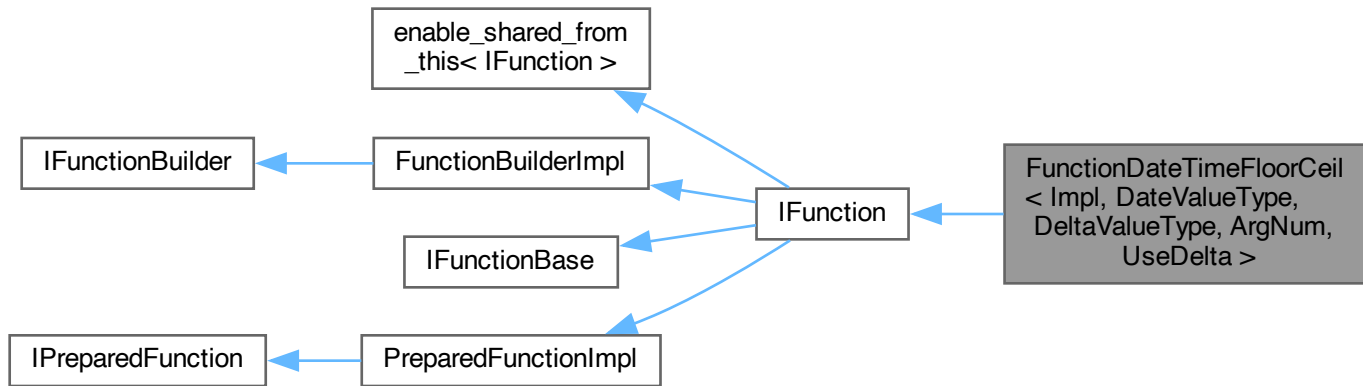 enable_shared_from
_this< IFunction >
IFunctionBuilder
FunctionBuilderImpl
FunctionDateTimeFloorCeil
< Impl, DateValueType,
DeltaValueType, ArgNum,
UseDelta >
IFunction
IFunctionBase
IPreparedFunction
PreparedFunctionImpl